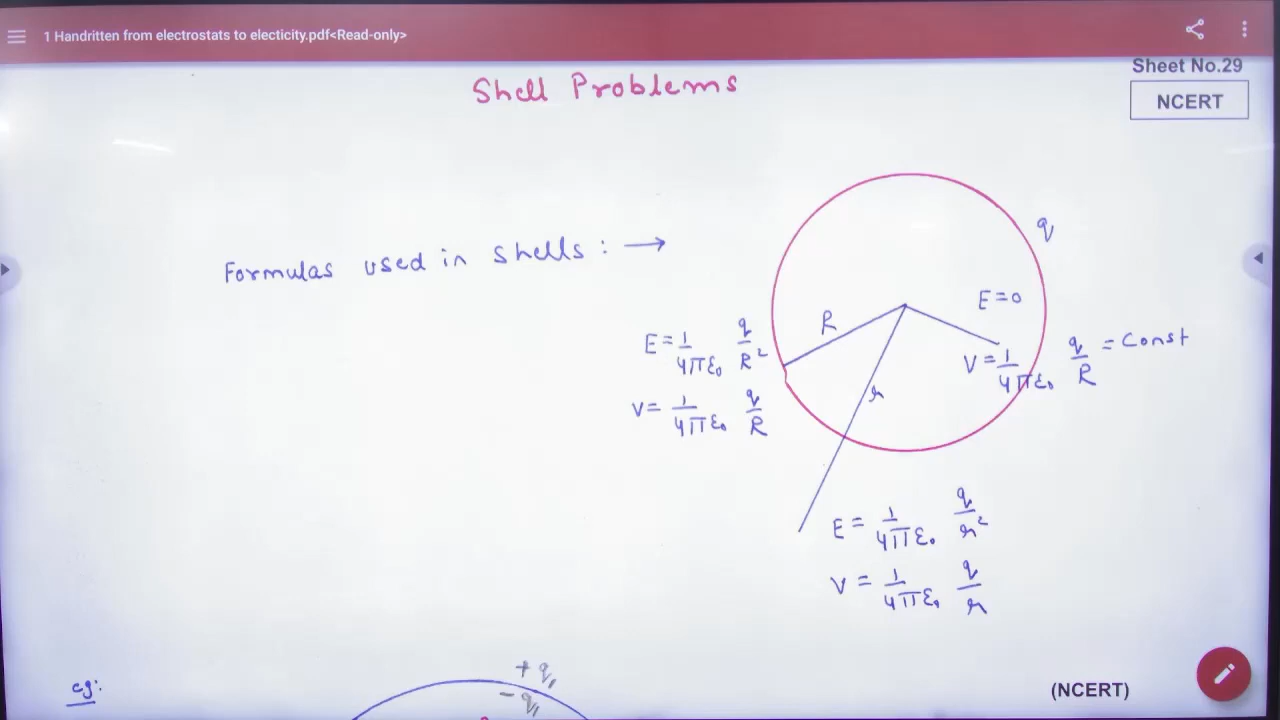 1 Handritten from electrostats to electicity.pdf<Read-only>
Sheet No.29
NCERT
Shell Problems
Formulas used in shells : →
q
E=0
R
E = 1/4πε₀ q/R²
V = 1/4πε₀ q/R = Const
V = 1/4πε₀ q/R
r
E = 1/4πε₀ q/r²
V = 1/4πε₀ q/r
+q₁
-q₁
eg:
(NCERT)